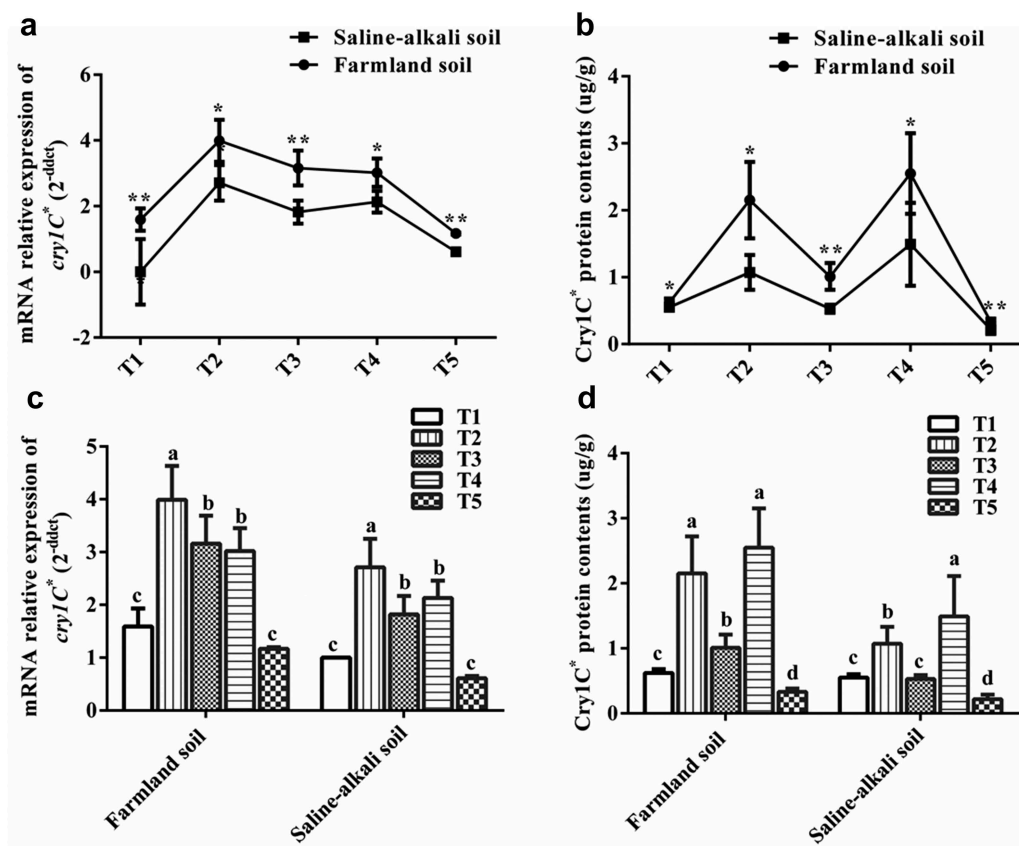 a
Saline-alkali soil
Farmland soil
mRNA relative expression of
cry1C* (2-ddct)
6
4
2
0
-2
*
**
*
**
**
T1
T2
T3
T4
T5
b
Saline-alkali soil
Farmland soil
Cry1C* protein contents (ug/g)
4
3
2
1
0
*
*
**
*
**
T1
T2
T3
T4
T5
c
T1
T2
T3
T4
T5
mRNA relative expression of
cry1C* (2-ddct)
5
4
3
2
1
0
c
a
b
b
c
c
a
b
b
c
Farmland soil
Saline-alkali soil
d
T1
T2
T3
T4
T5
Cry1C* protein contents (ug/g)
4
3
2
1
0
c
a
b
a
d
c
b
c
a
d
Farmland soil
Saline-alkali soil